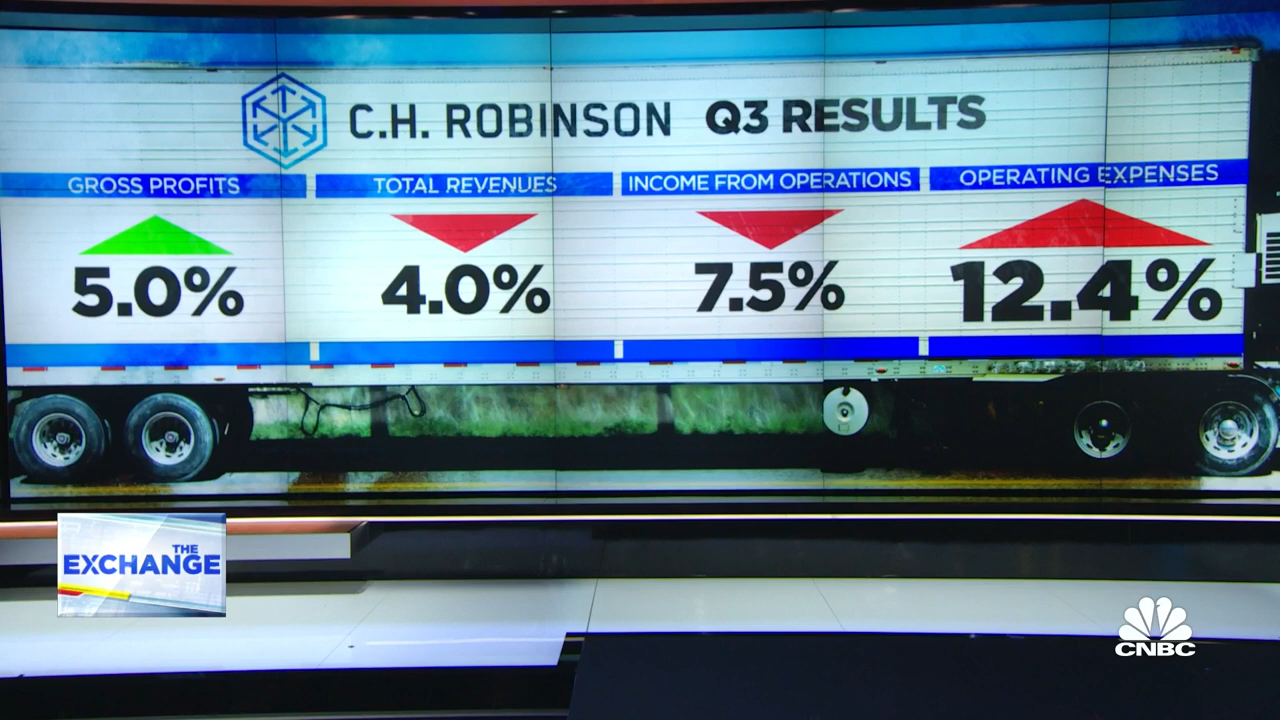 C.H. ROBINSON Q3 RESULTS
GROSS PROFITS TOTAL REVENUES INCOME FROM OPERATIONS OPERATING EXPENSES
5.0% 4.0% 7.5% 12.4%
THE
EXCHANGE
CNBC